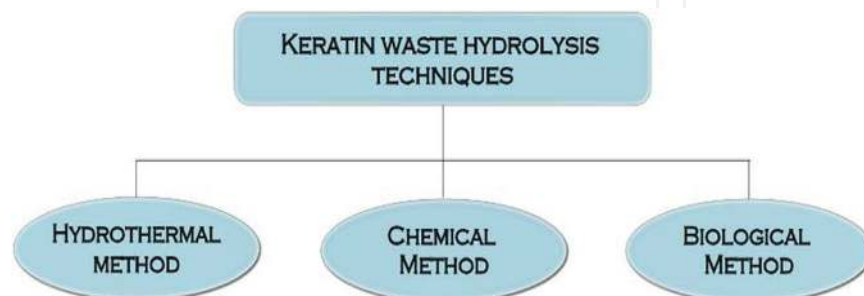 KERATIN WASTE HYDROLYSIS
TECHNIQUES
HYDROTHERMAL
METHOD
CHEMICAL
METHOD
BIOLOGICAL
METHOD